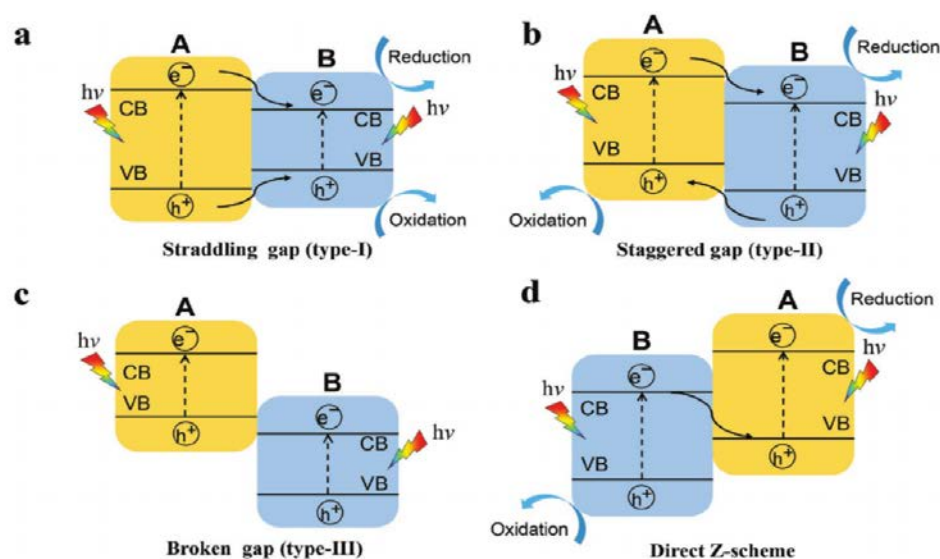 a
A
B
Reduction
hν
e⁻
e⁻
hν
CB
CB
VB
VB
h⁺
h⁺
Oxidation
Straddling gap (type-I)
b
A
B
Reduction
hν
e⁻
e⁻
hν
CB
CB
VB
VB
h⁺
h⁺
Oxidation
Staggered gap (type-II)
c
A
hν
e⁻
CB
VB
h⁺
B
e⁻
hν
CB
VB
h⁺
Broken gap (type-III)
d
A
Reduction
B
e⁻
hν
hν
e⁻
CB
CB
VB
VB
h⁺
h⁺
Oxidation
Direct Z-scheme